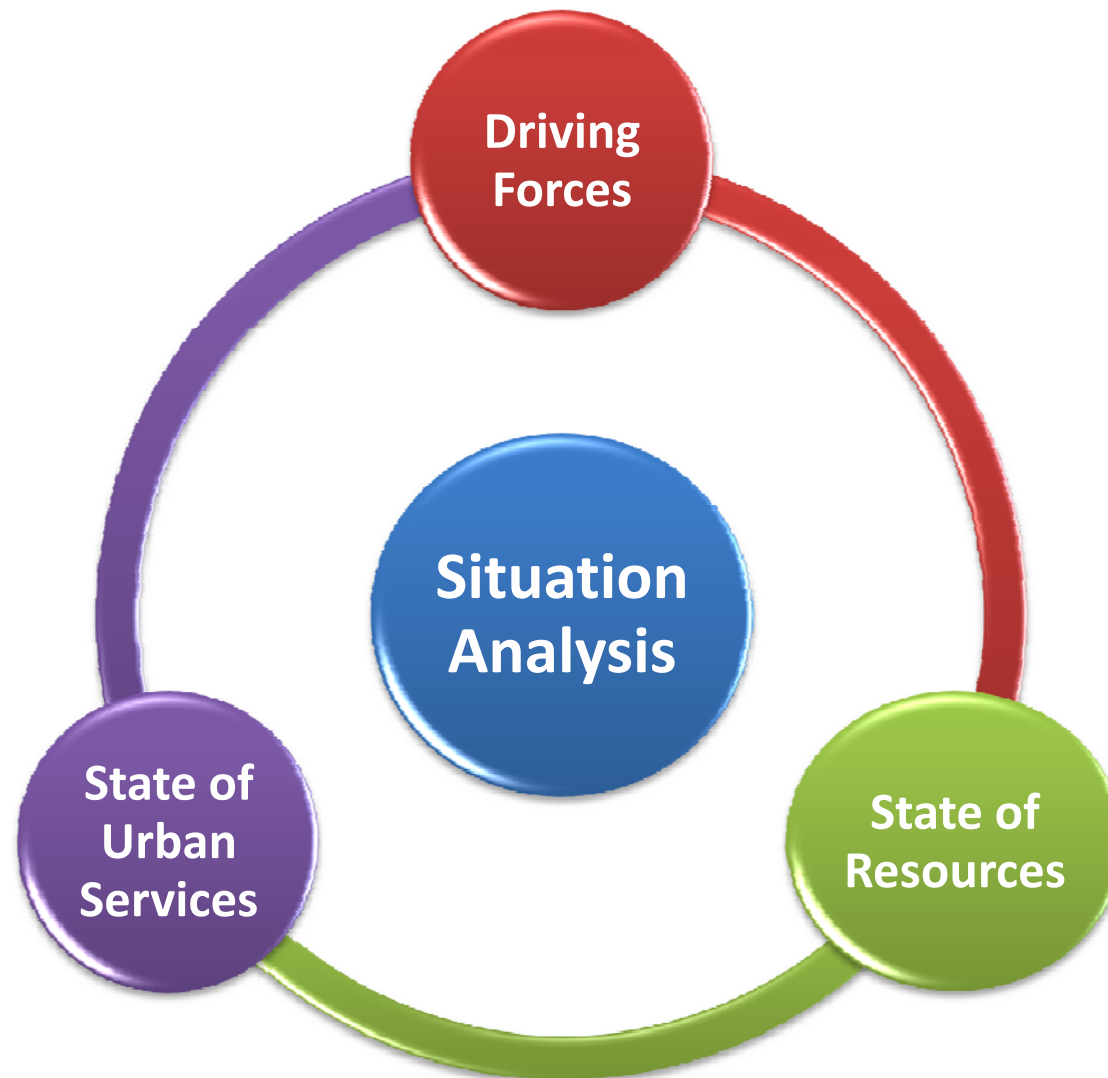 Driving
Forces
Situation
Analysis
State of
Urban
Services
State of
Resources